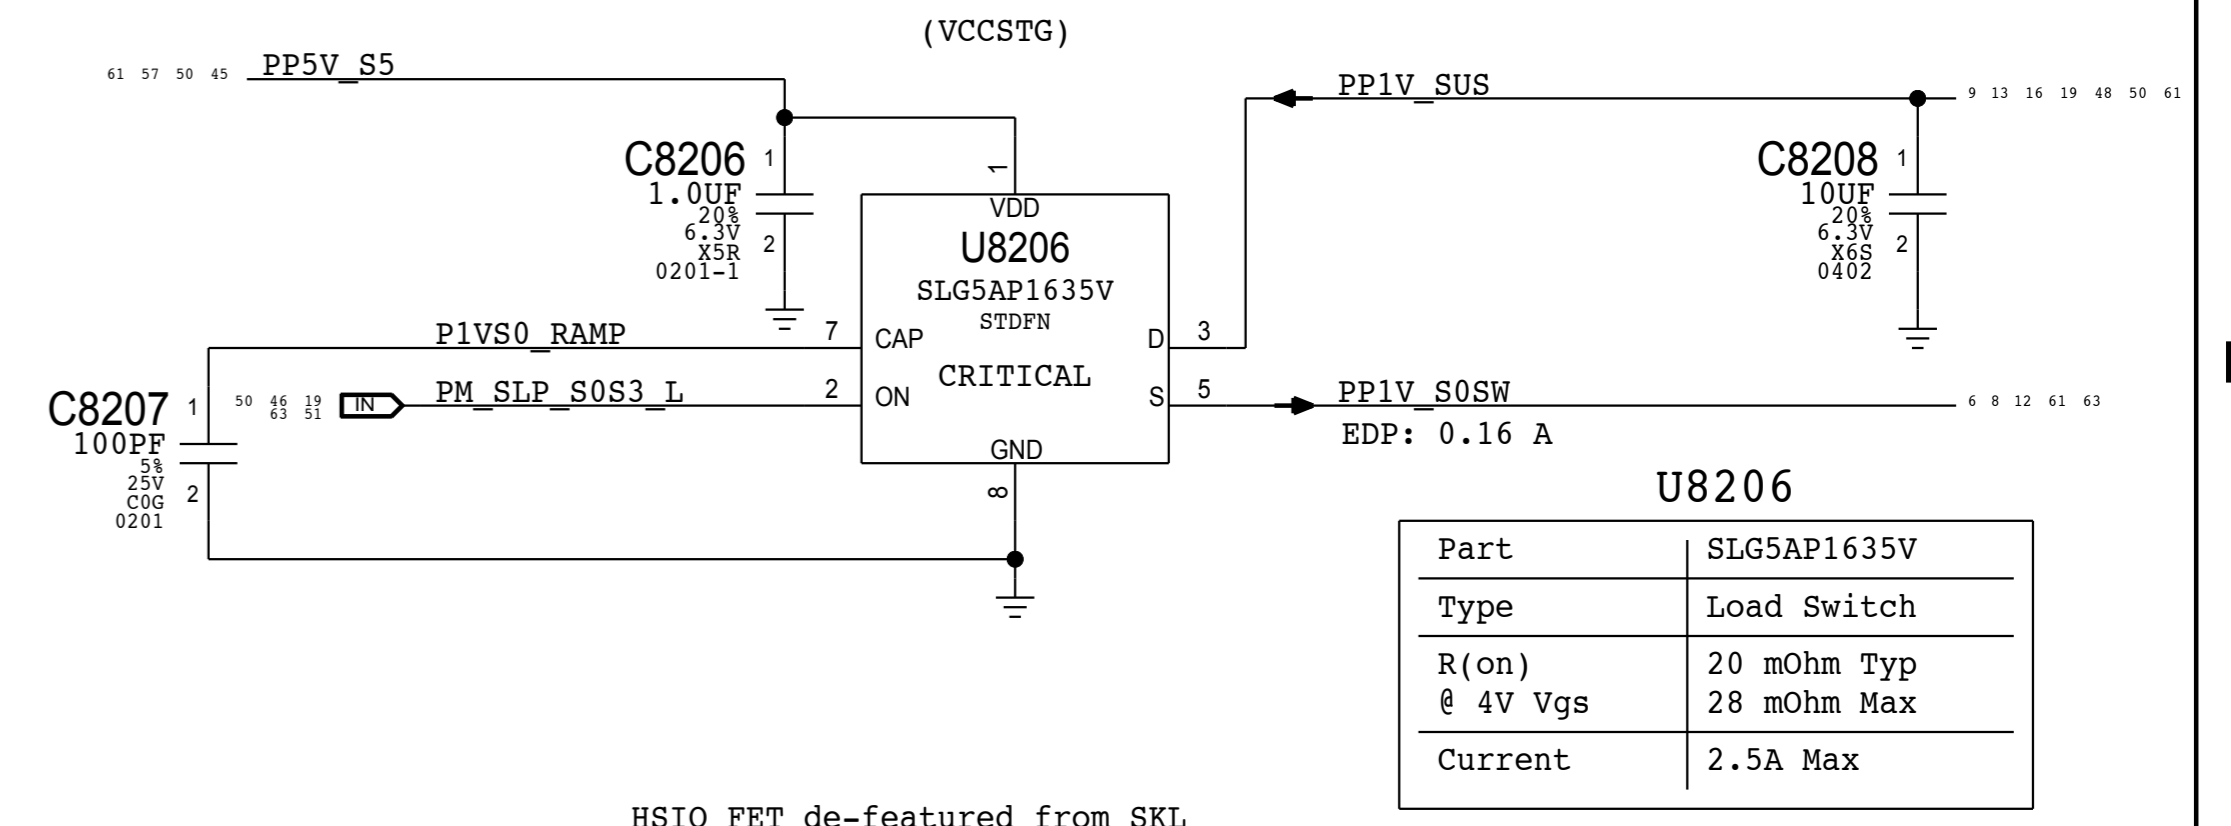 (VCCSTG)
61 57 50 45 PP5V_S5
PP1V_SUS 9 13 16 19 48 50 61
C8206 1
1.0UF
20%
6.3V
X5R 2
0201-1
1
VDD
U8206
SLG5AP1635V
STDFN
CRITICAL
C8208 1
10UF
20%
6.3V
X6S 2
0402
P1VS0_RAMP 7 CAP
D 3
50 46 19 IN PM_SLP_S0S3_L 2 ON
63 51
S 5 PP1V_S0SW 6 8 12 61 63
EDP: 0.16 A
C8207 1
100PF
5%
25V
C0G 2
0201
GND
8
U8206
Part SLG5AP1635V
Type Load Switch
R(on) 20 mOhm Typ
@ 4V Vgs 28 mOhm Max
Current 2.5A Max
HSIO FET de-featured from SKL